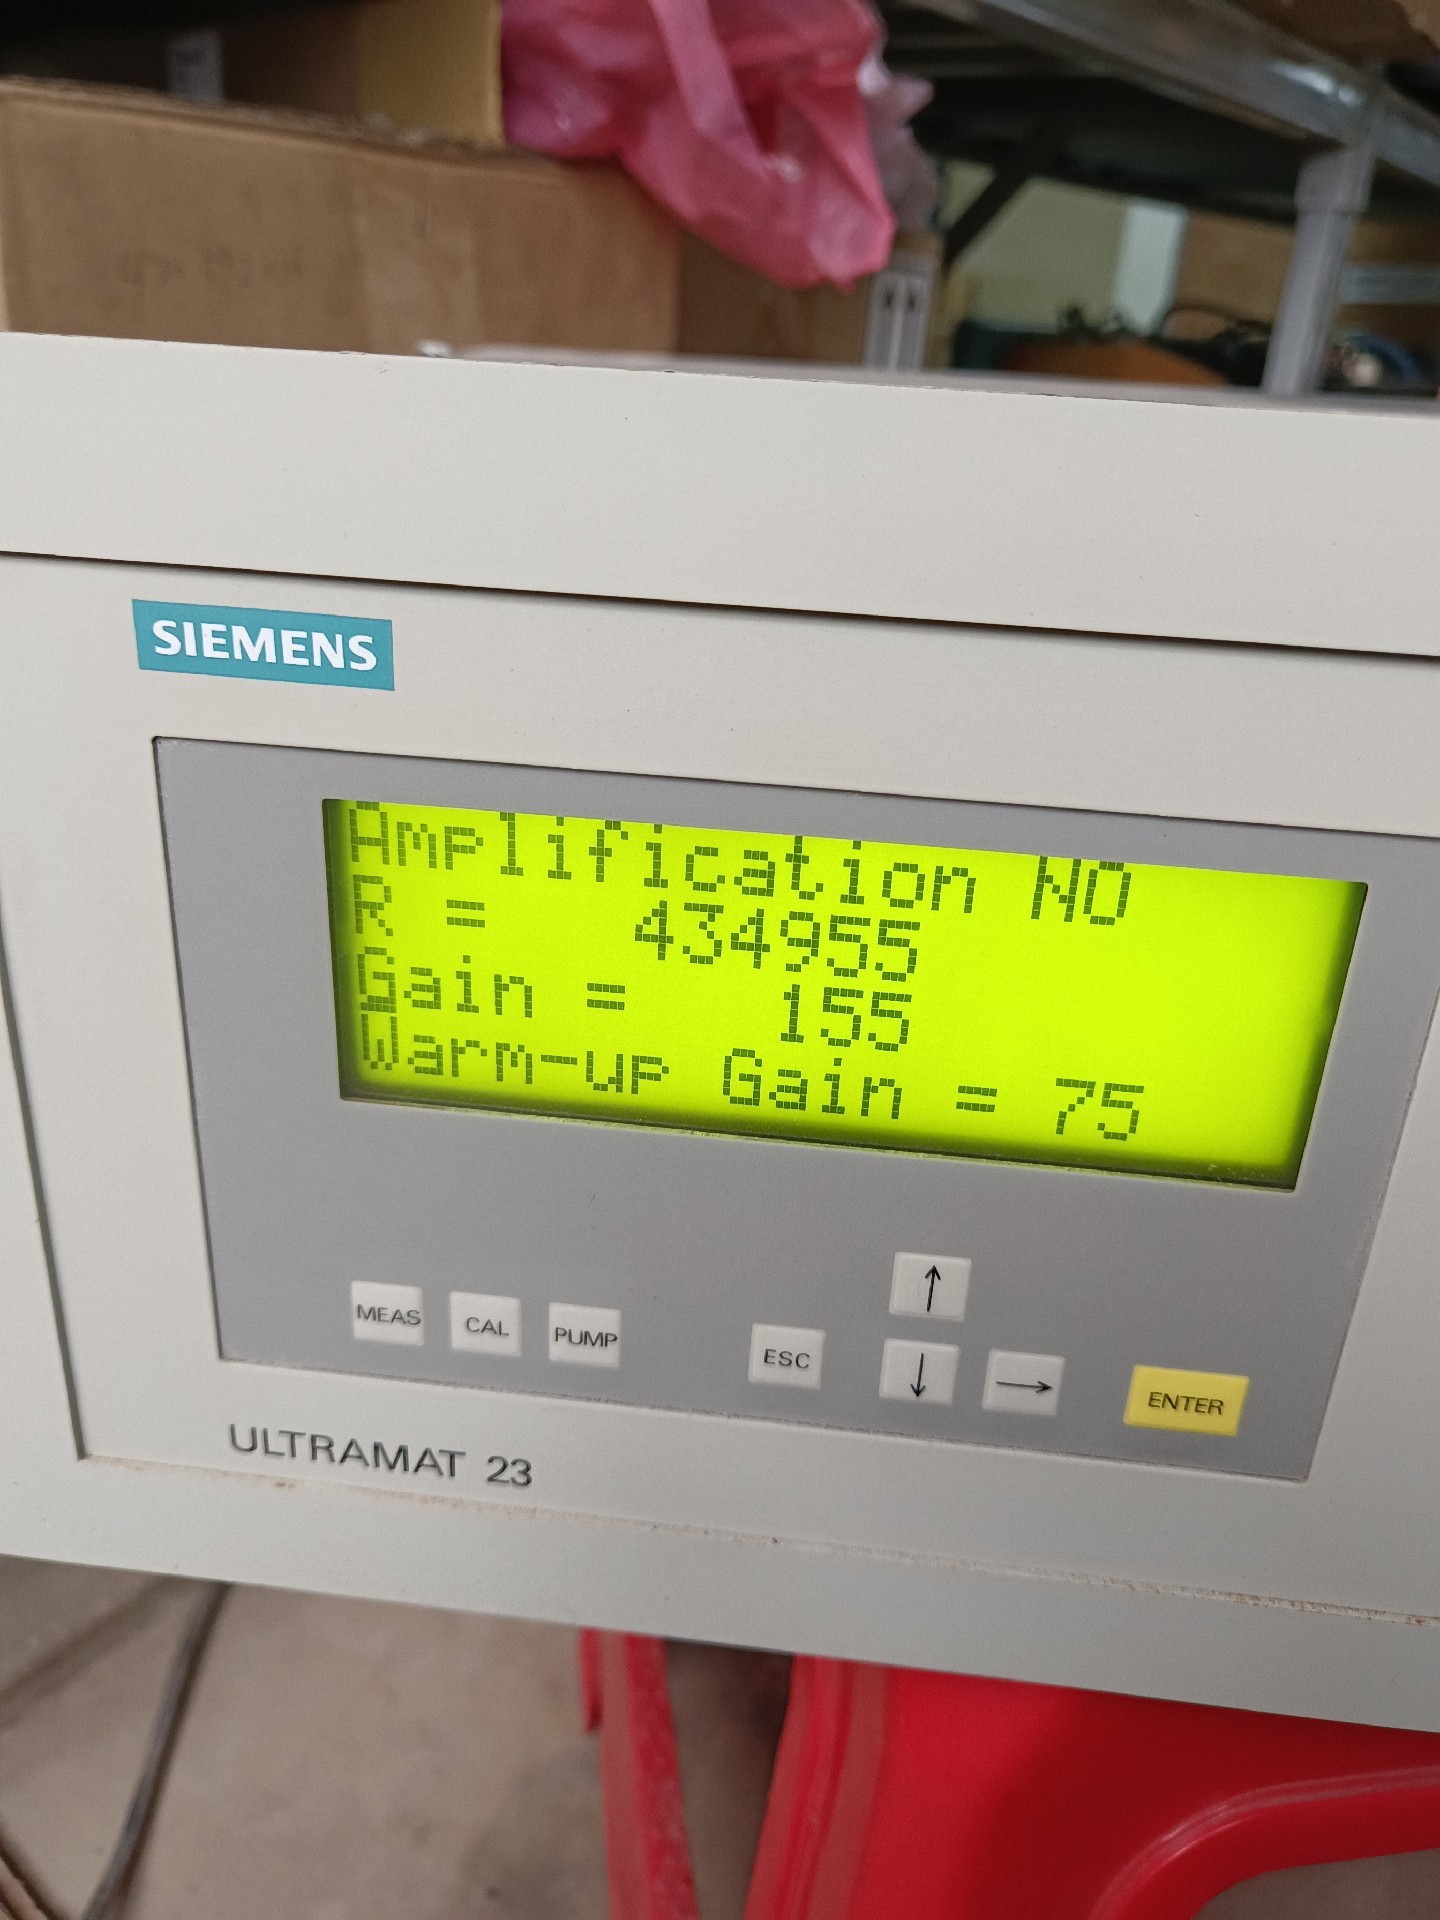 SIEMENS
Amplification NO
R = 434955
Gain = 155
Warm-up Gain = 75
MEAS CAL PUMP ESC ↑ ↓ → ENTER
ULTRAMAT 23